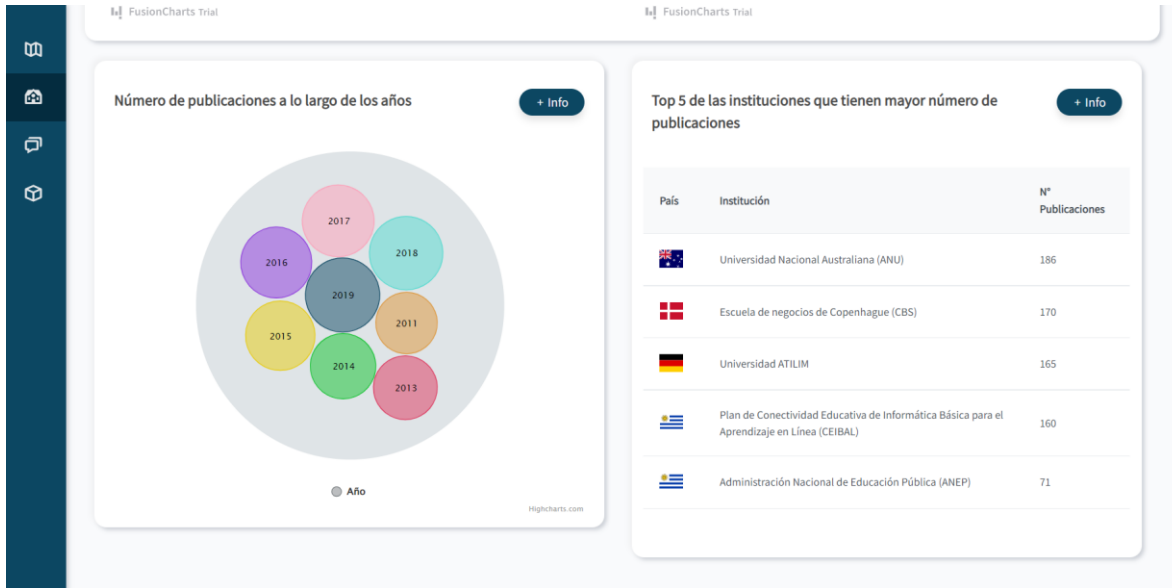 FusionCharts Trial
FusionCharts Trial
Número de publicaciones a lo largo de los años
+ Info
2017
2018
2016
2019
2011
2015
2014
2013
Año
Highcharts.com
Top 5 de las instituciones que tienen mayor número de
publicaciones
+ Info
País Institución N°
Publicaciones
Universidad Nacional Australiana (ANU) 186
Escuela de negocios de Copenhague (CBS) 170
Universidad ATILIM 165
Plan de Conectividad Educativa de Informática Básica para el
Aprendizaje en Línea (CEIBAL) 160
Administración Nacional de Educación Pública (ANEP) 71